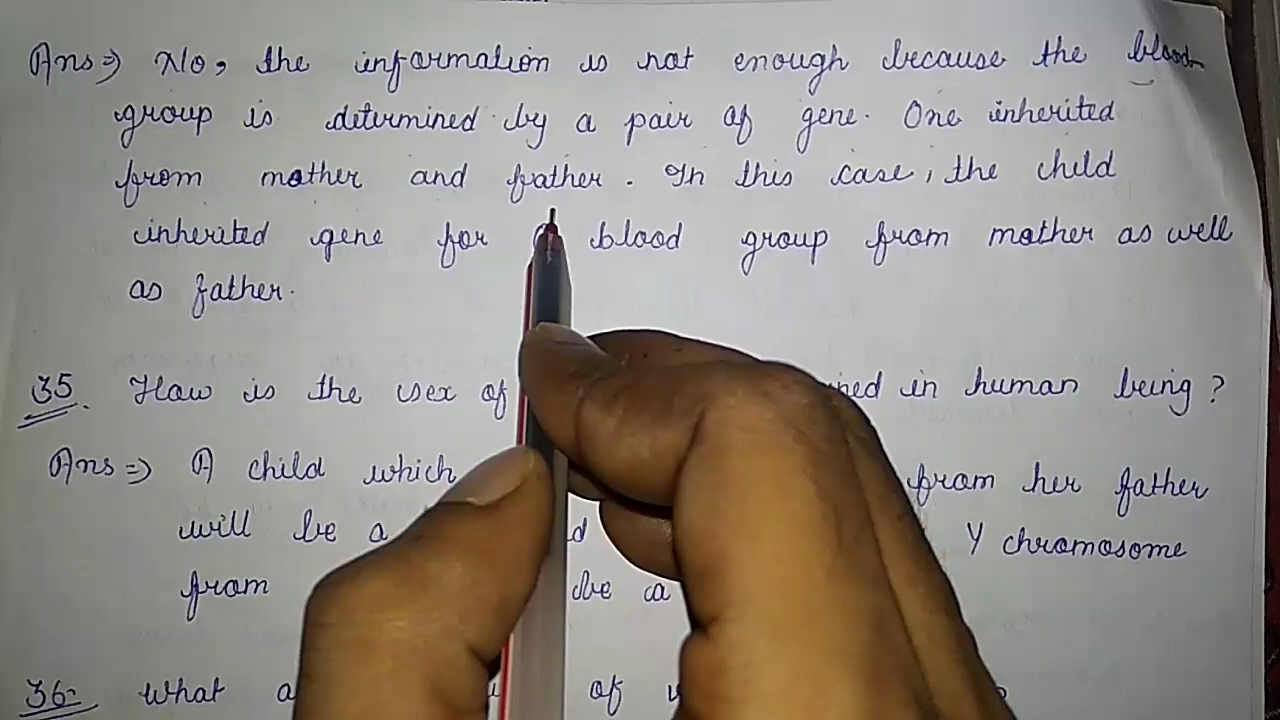 Ans⇒ No, the information is not enough because the blood
group is determined by a pair of gene. One inherited
from mother and father. In this case, the child
inherited gene for blood group from mother as well
as father.
35. How is the sex of in human being?
Ans⇒ A child which from her father
will be a Y chromosome
from be a
36. What of